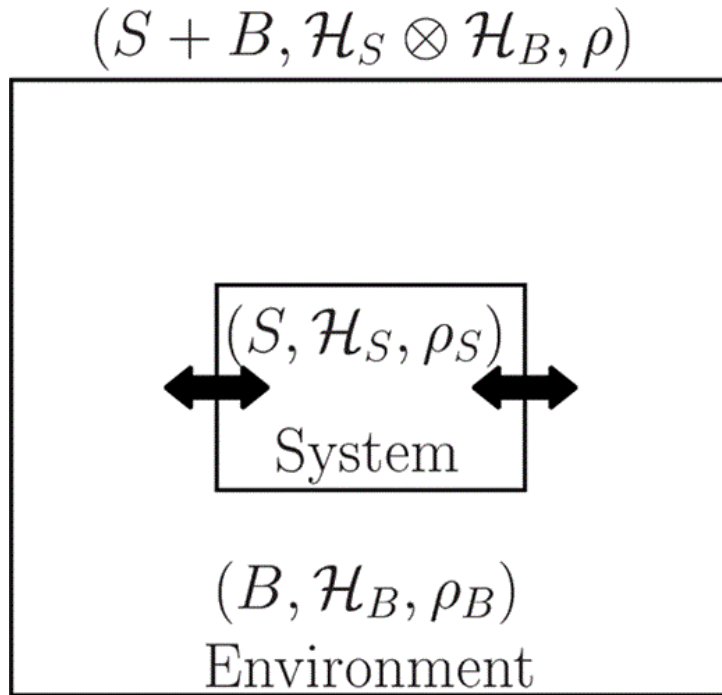 (S + B, ℋ_S ⊗ ℋ_B, ρ)
(S, ℋ_S, ρ_S)
System
(B, ℋ_B, ρ_B)
Environment